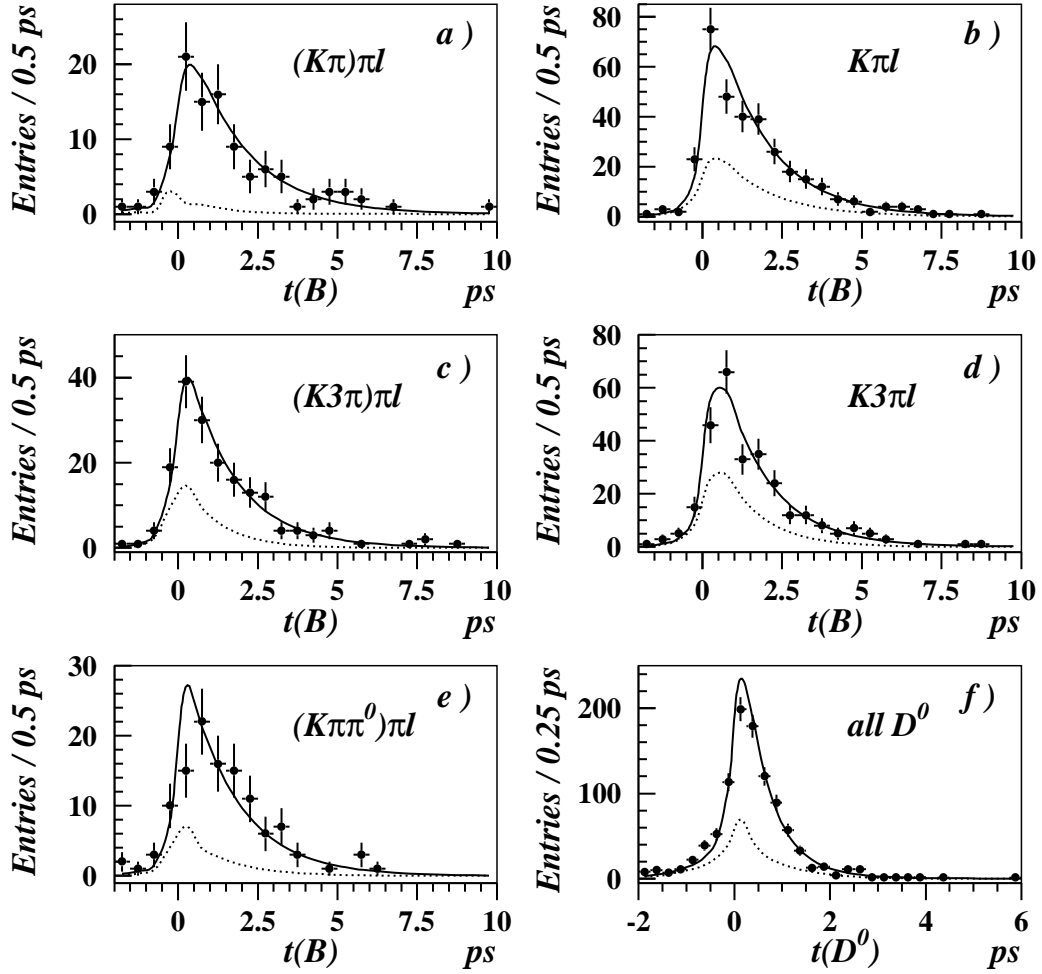 Entries / 0.5 ps
20
10
0
a )
(Kπ)πl
0 2.5 5 7.5 10
t(B) ps
Entries / 0.5 ps
80
60
40
20
0
b )
Kπl
0 2.5 5 7.5 10
t(B) ps
Entries / 0.5 ps
40
20
0
c )
(K3π)πl
0 2.5 5 7.5 10
t(B) ps
Entries / 0.5 ps
80
60
40
20
0
d )
K3πl
0 2.5 5 7.5 10
t(B) ps
Entries / 0.5 ps
30
20
10
0
e )
(Kππ⁰)πl
0 2.5 5 7.5 10
t(B) ps
Entries / 0.25 ps
200
100
0
f )
all D⁰
-2 0 2 4 6
t(D⁰) ps